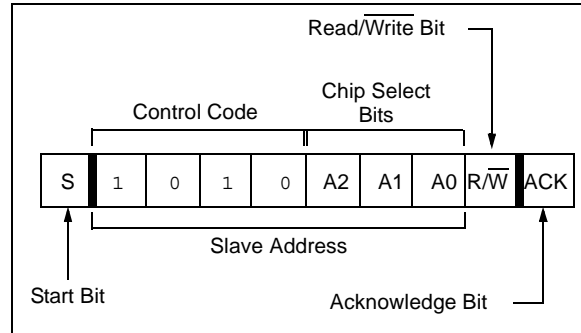 Read/Write Bit
Chip Select
Bits
Control Code
S 1 0 1 0 A2 A1 A0 R/W ACK
Slave Address
Start Bit
Acknowledge Bit